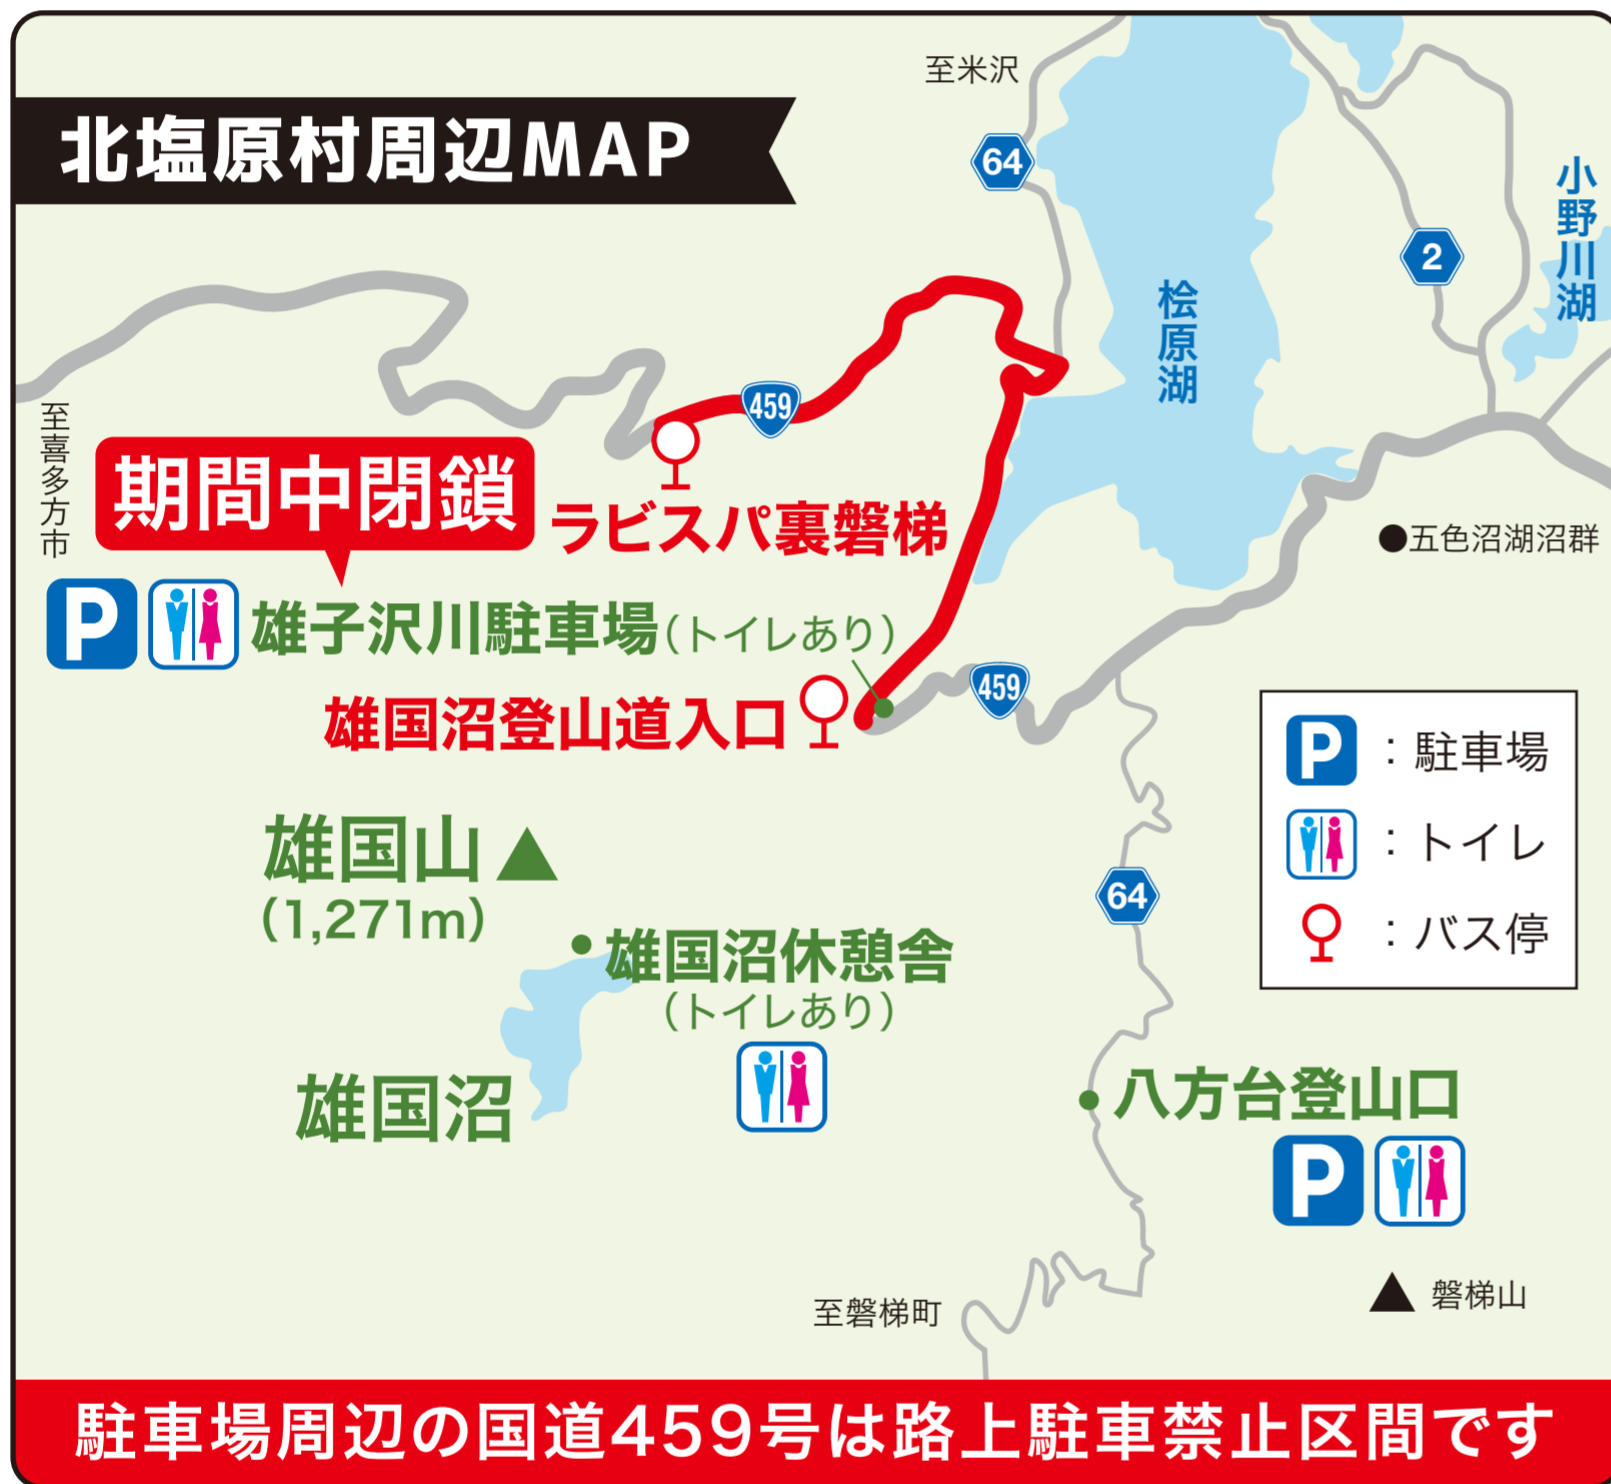 至米沢
北塩原村周辺MAP
64
2
小野川湖
桧原湖
459
至喜多方市
期間中閉鎖
ラビスパ裏磐梯
●五色沼湖沼群
P
雄子沢川駐車場(トイレあり)
雄国沼登山道入口
459
P：駐車場
：トイレ
：バス停
雄国山▲
(1,271m)
64
雄国沼休憩舎
(トイレあり)
雄国沼
八方台登山口
P
▲ 磐梯山
至磐梯町
駐車場周辺の国道459号は路上駐車禁止区間です